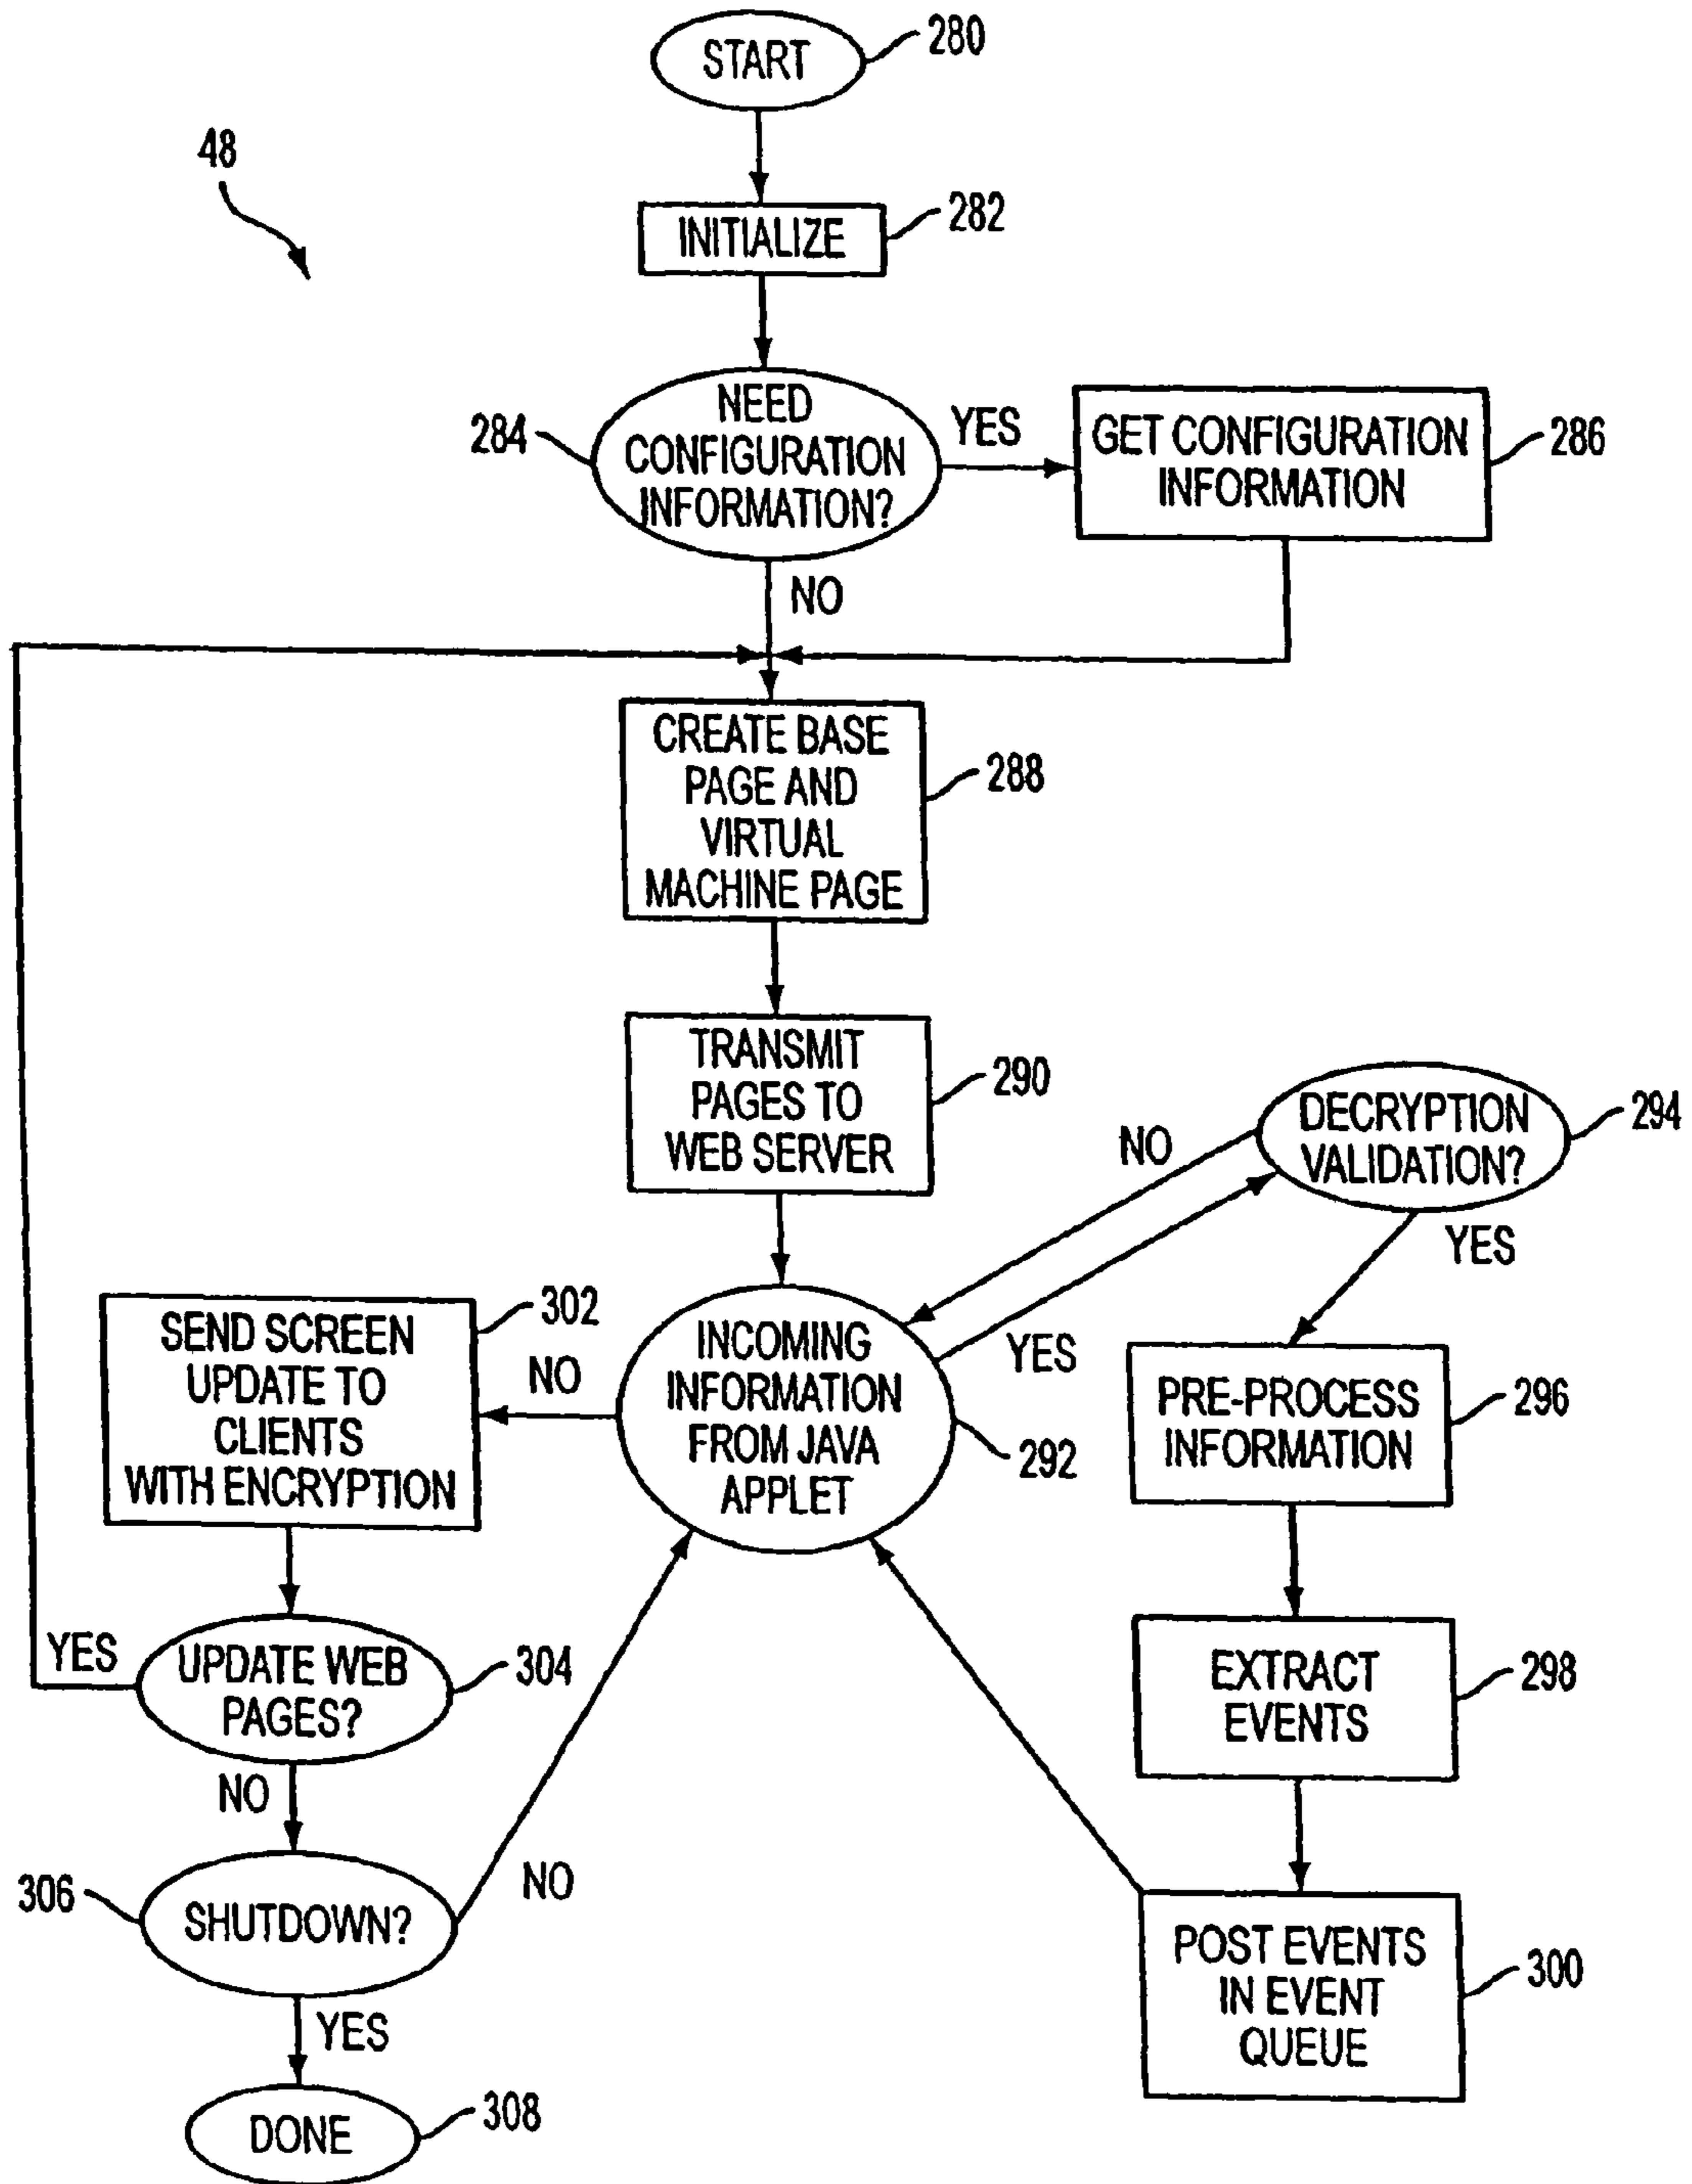 START
280
48
INITIALIZE
282
NEED
CONFIGURATION
INFORMATION?
284
YES
GET CONFIGURATION
INFORMATION
286
NO
CREATE BASE
PAGE AND
VIRTUAL
MACHINE PAGE
288
TRANSMIT
PAGES TO
WEB SERVER
290
DECRYPTION
VALIDATION?
294
NO
YES
YES
INCOMING
INFORMATION
FROM JAVA
APPLET
292
NO
SEND SCREEN
UPDATE TO
CLIENTS
WITH ENCRYPTION
302
PRE-PROCESS
INFORMATION
296
EXTRACT
EVENTS
298
YES
UPDATE WEB
PAGES?
304
NO
SHUTDOWN?
306
NO
POST EVENTS
IN EVENT
QUEUE
300
YES
DONE
308